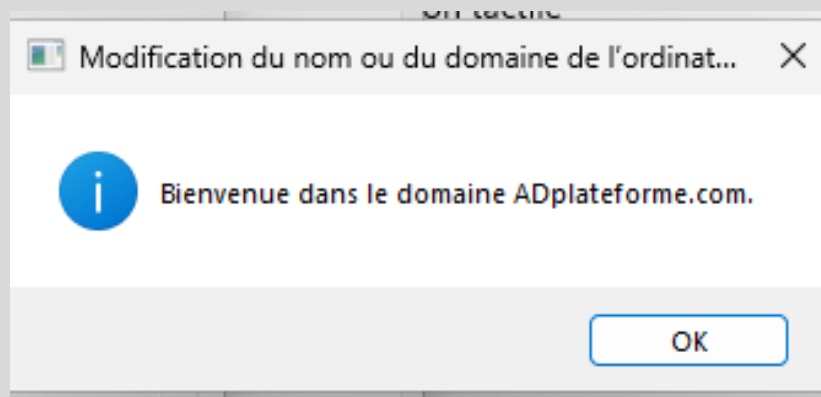 Modification du nom ou du domaine de l'ordinat...
Bienvenue dans le domaine ADplateforme.com.
OK